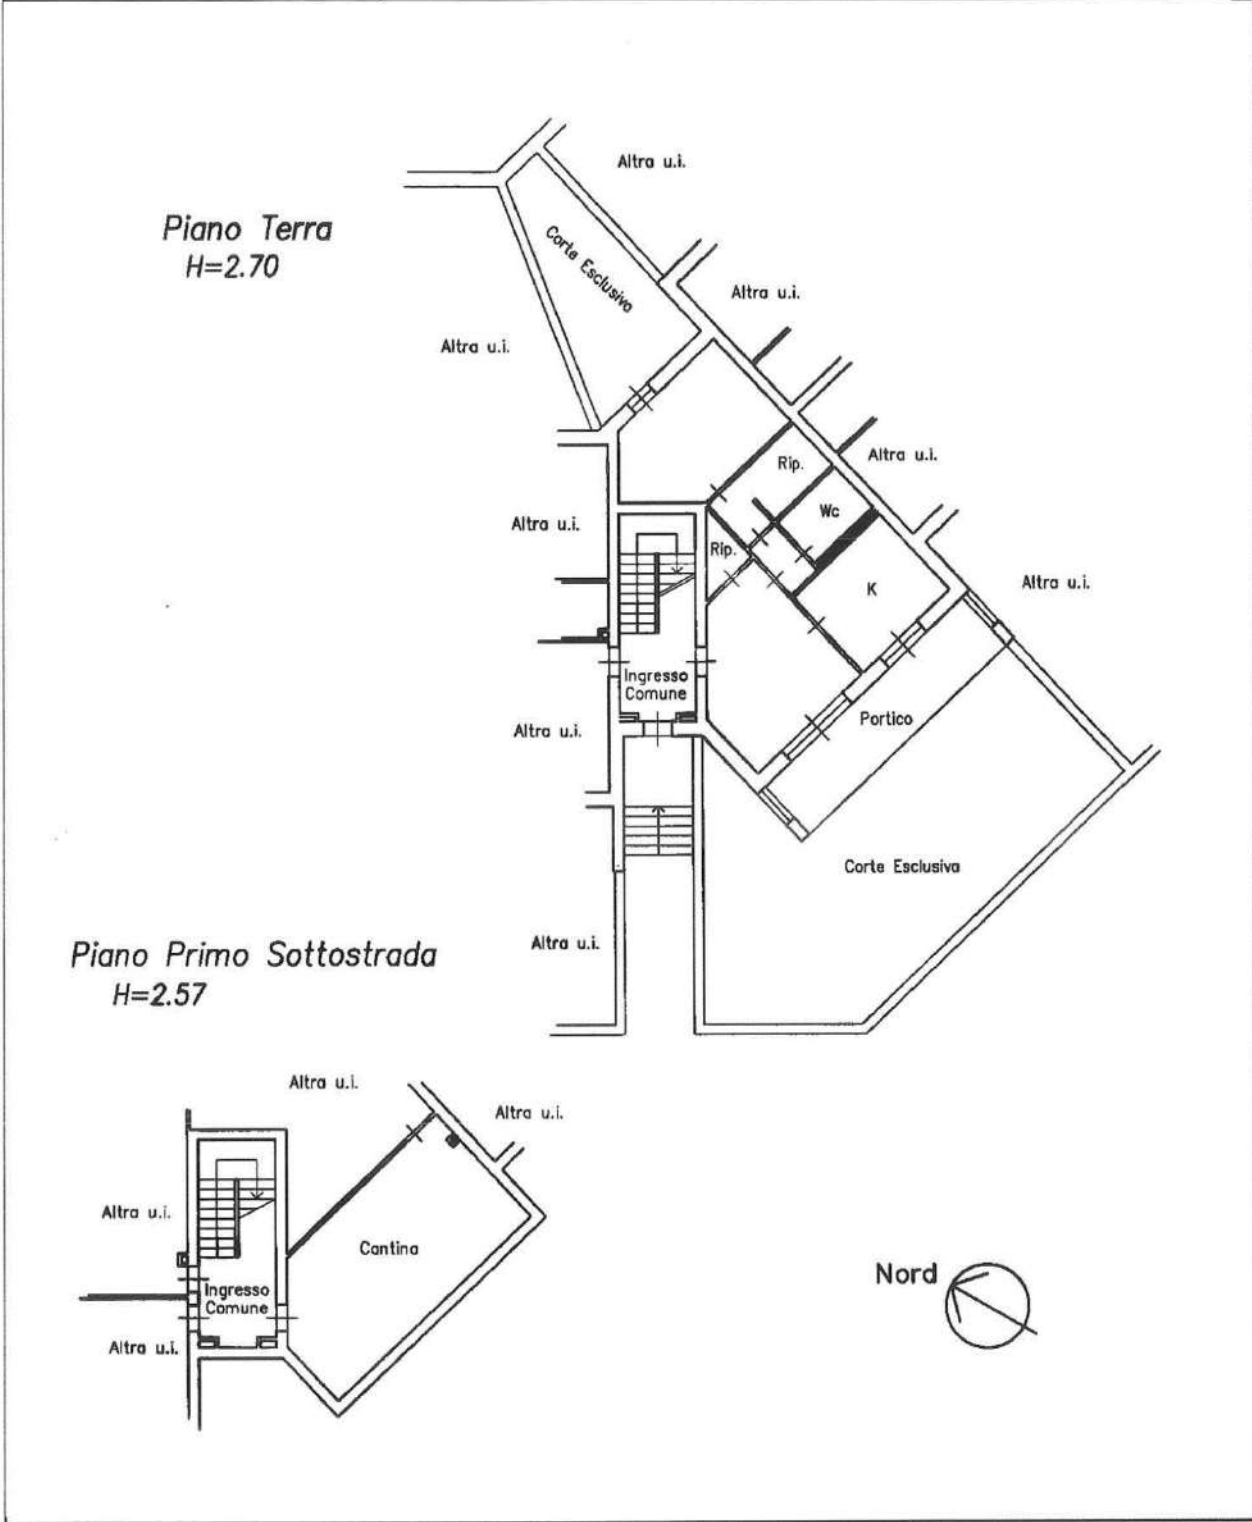 Altra u.i.
Piano Terra
H=2.70
Corte Esclusiva
Altra u.i.
Altra u.i.
Altra u.i.
Rip.
Wc
Altra u.i.
Rip.
K
Altra u.i.
Ingresso
Comune
Portico
Altra u.i.
Corte Esclusiva
Altra u.i.
Piano Primo Sottostrada
H=2.57
Altra u.i.
Altra u.i.
Altra u.i.
Cantina
Ingresso
Comune
Altra u.i.
Nord